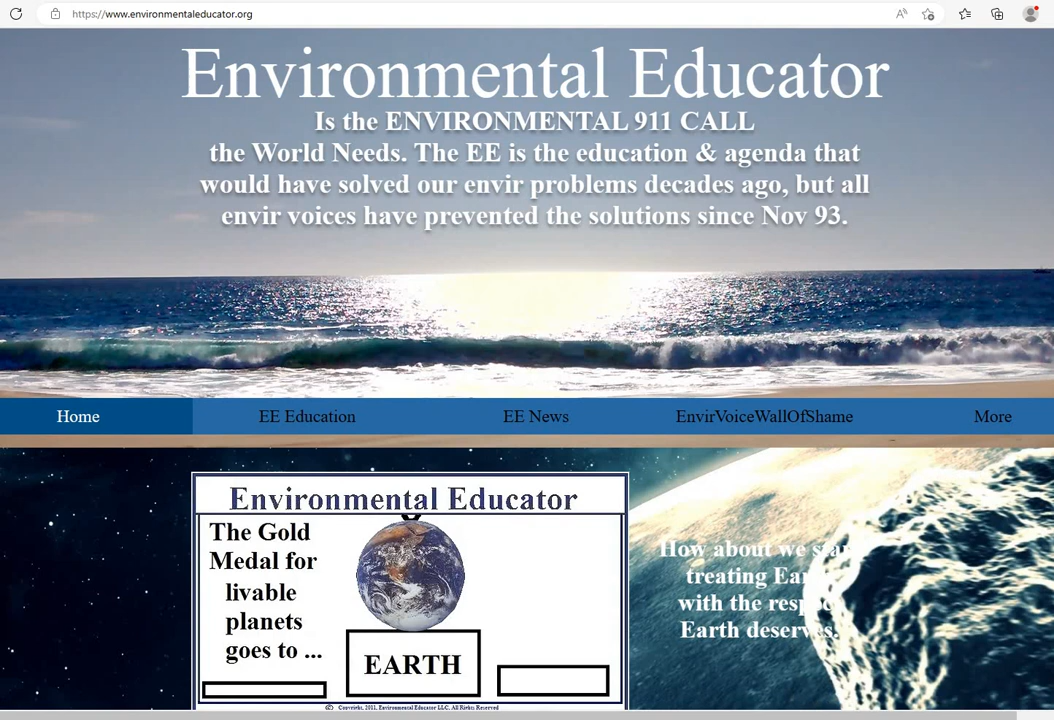 https://www.environmentaleducator.org
Environmental Educator
Is the ENVIRONMENTAL 911 CALL
the World Needs. The EE is the education & agenda that
would have solved our envir problems decades ago, but all
envir voices have prevented the solutions since Nov 93.
Home
EE Education
EE News
EnvirVoiceWallOfShame
More
Environmental Educator
The Gold
Medal for
livable
planets
goes to ...
EARTH
© Copyright, 2011, Environmental Educator LLC, All Rights Reserved
How about we start
treating Earth
with the respect
Earth deserves.